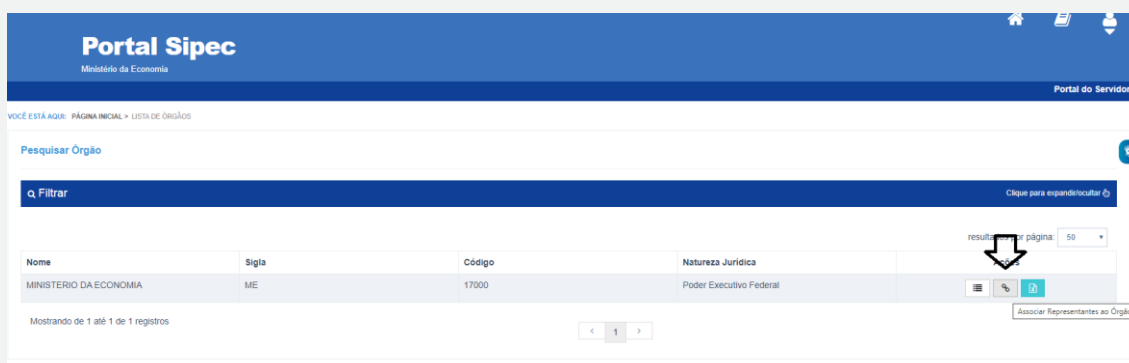 Portal Sipec
Ministério da Economia
Portal do Servidor
VOCÊ ESTÁ AQUI: PÁGINA INICIAL > LISTA DE ÓRGÃOS
Pesquisar Órgão
Filtrar Clique para expandir/ocultar
resultados por página: 50
Nome Sigla Código Natureza Jurídica Ações
MINISTERIO DA ECONOMIA ME 17000 Poder Executivo Federal
Associar Representantes ao Órgão
Mostrando de 1 até 1 de 1 registros
< 1 >